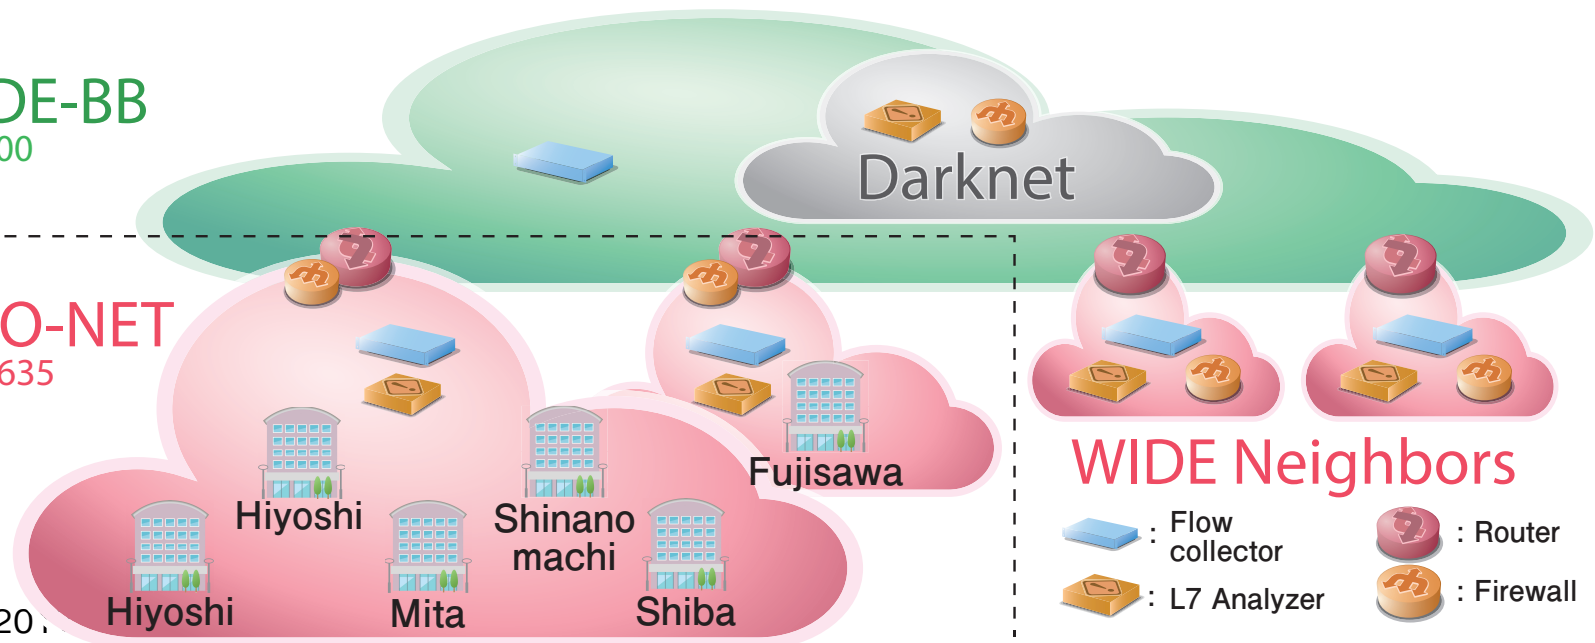 DE-BB
00
Darknet
O-NET
635
Fujisawa
Hiyoshi
Shinano
machi
Hiyoshi
Mita
Shiba
WIDE Neighbors
: Flow
collector
: Router
: L7 Analyzer
: Firewall